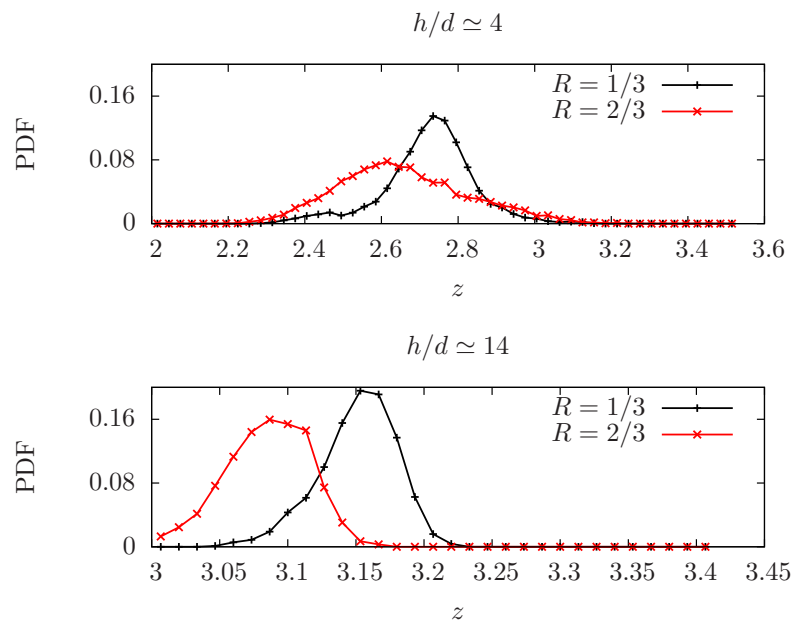 h/d ≃ 4
PDF
0.16
0.08
0
R = 1/3
R = 2/3
2 2.2 2.4 2.6 2.8 3 3.2 3.4 3.6
z
h/d ≃ 14
PDF
0.16
0.08
0
R = 1/3
R = 2/3
3 3.05 3.1 3.15 3.2 3.25 3.3 3.35 3.4 3.45
z